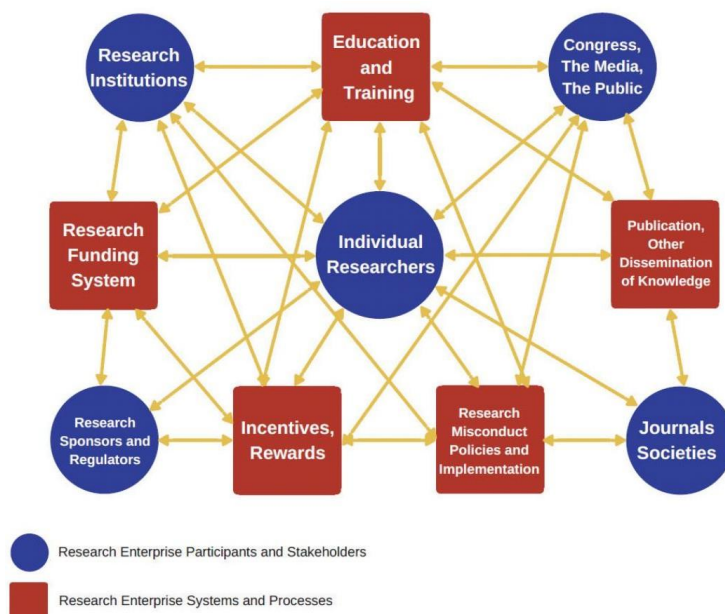 Research
Institutions
Education
and
Training
Congress,
The Media,
The Public
Research
Funding
System
Individual
Researchers
Publication,
Other
Dissemination
of Knowledge
Research
Sponsors and
Regulators
Incentives,
Rewards
Research
Misconduct
Policies and
Implementation
Journals
Societies
Research Enterprise Participants and Stakeholders
Research Enterprise Systems and Processes